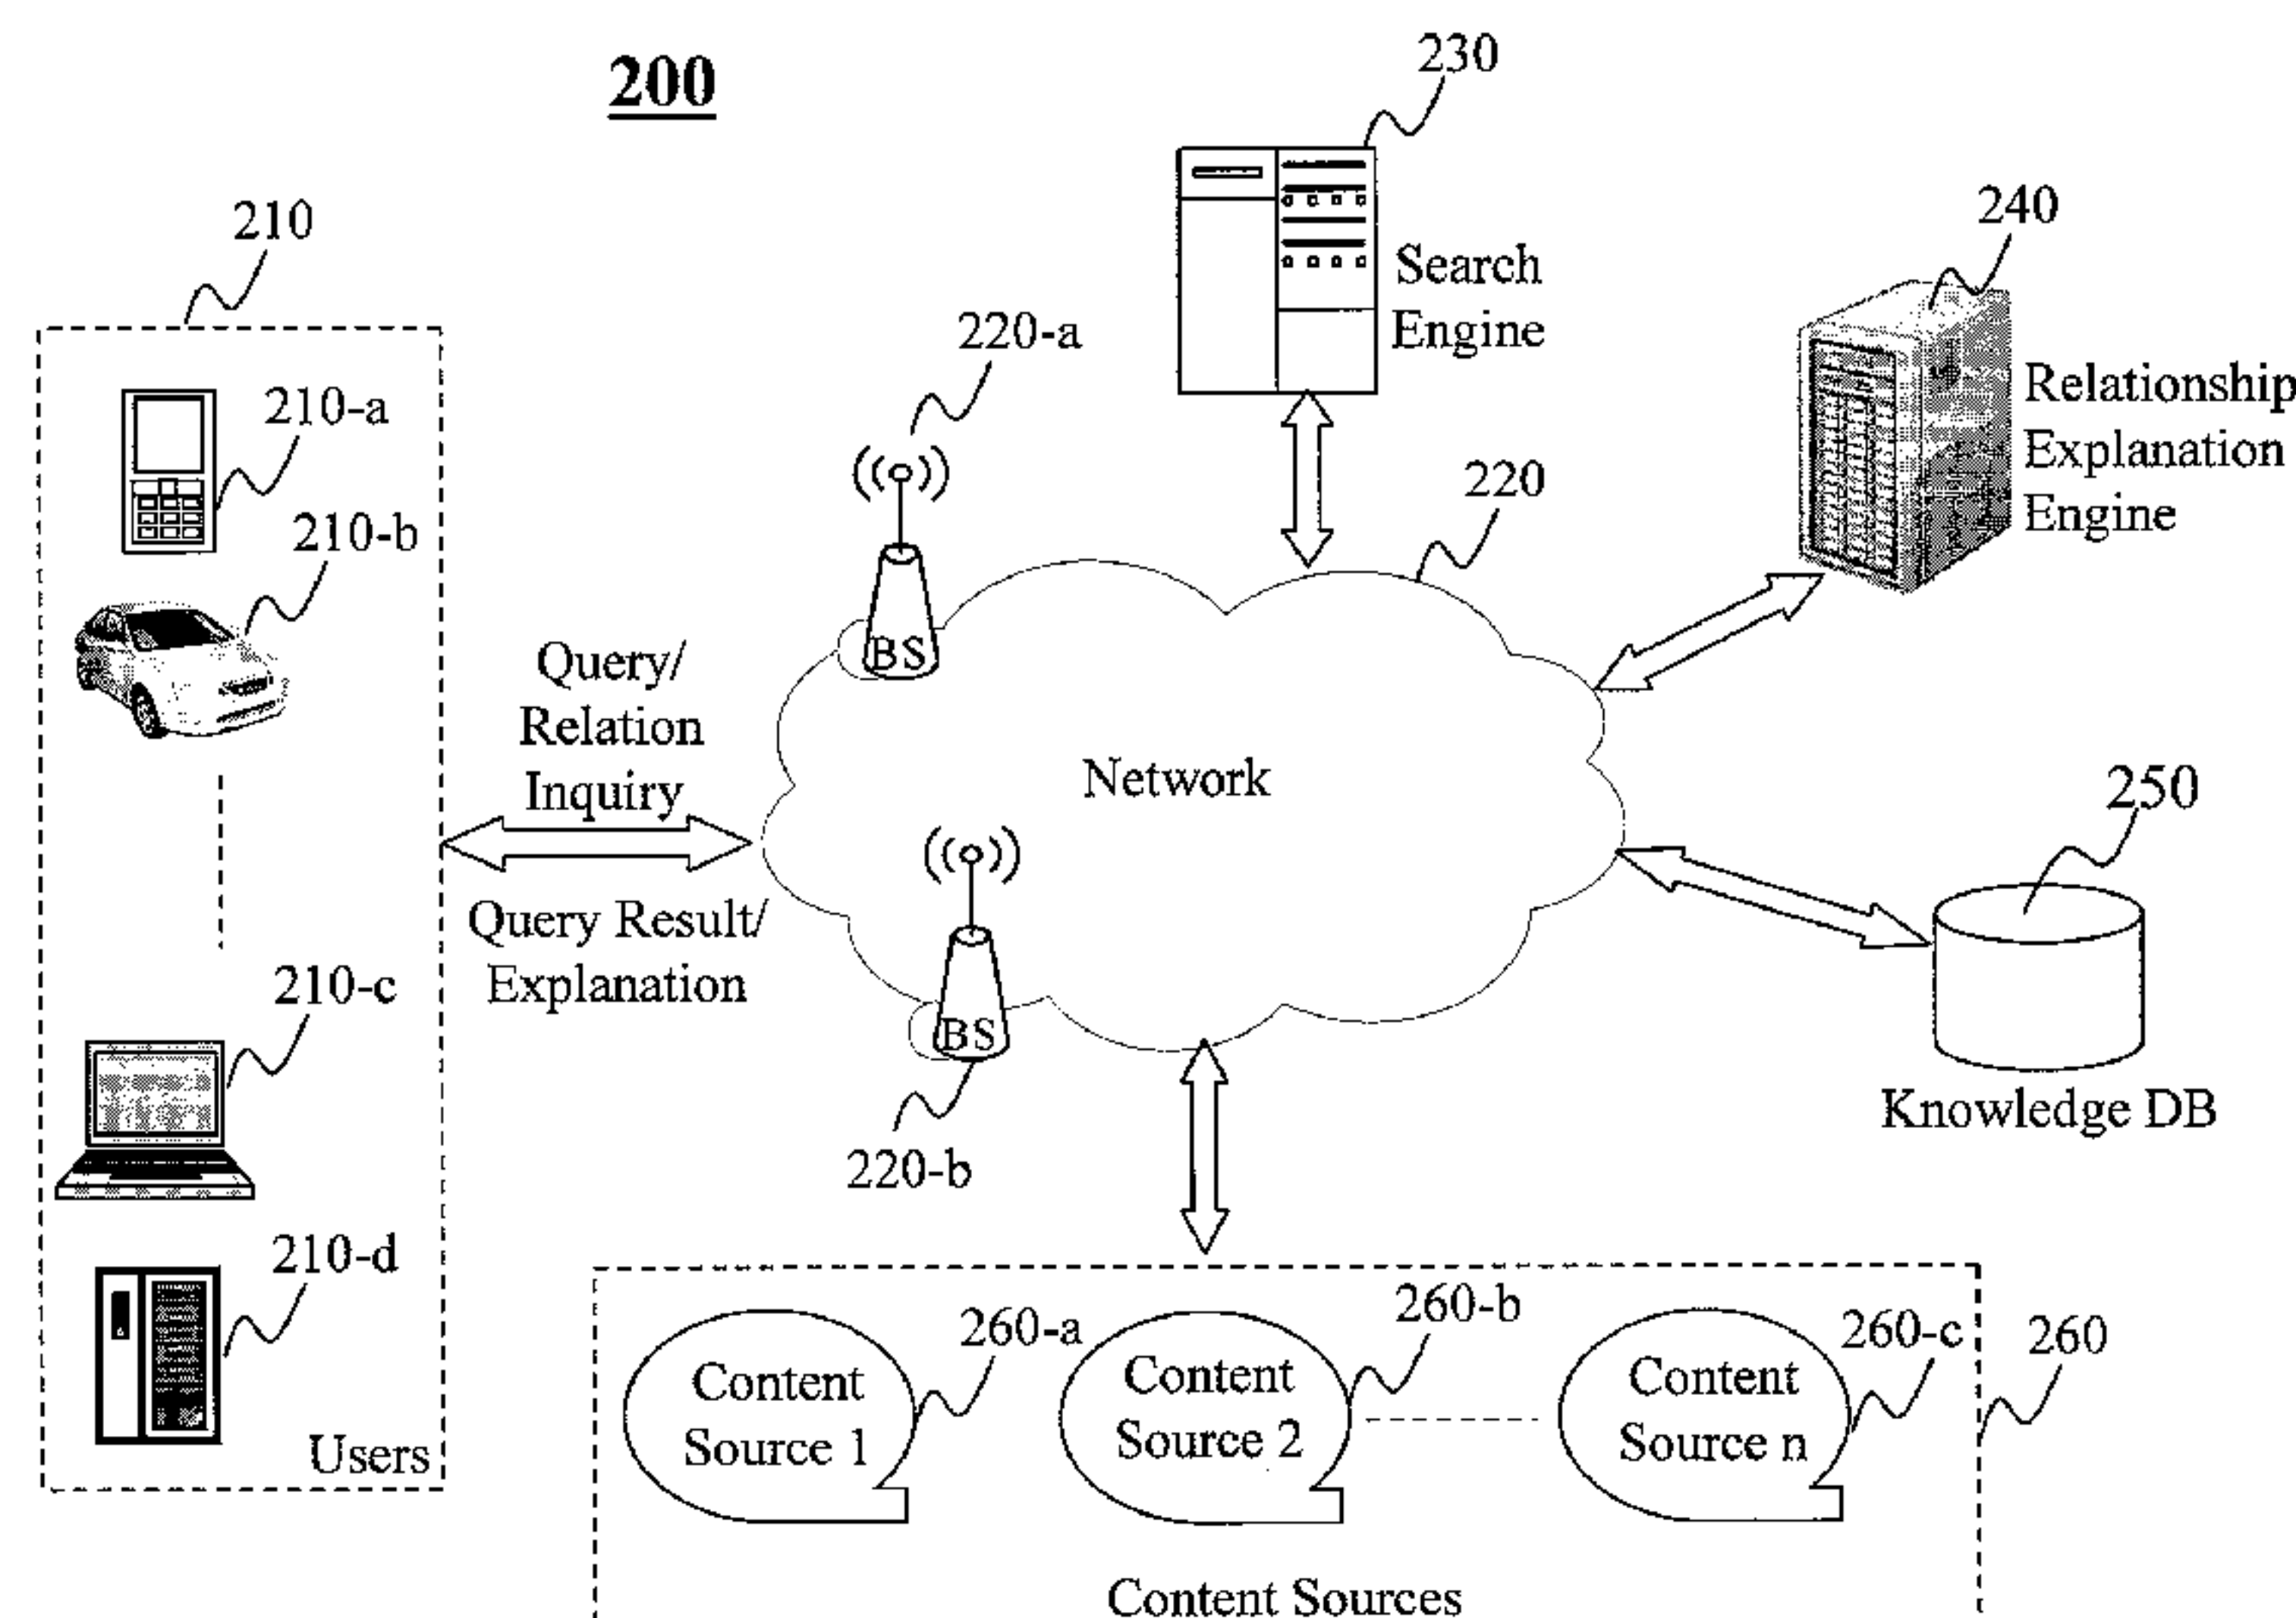 200
230
240
210
220-a
Search
Engine
Relationship
Explanation
Engine
210-a
210-b
220
BS
Query/
Relation
Inquiry
Network
250
Query Result/
Explanation
210-c
BS
Knowledge DB
220-b
210-d
Users
260-a
260-b
260-c
260
Content
Source 1
Content
Source 2
Content
Source n
Content Sources